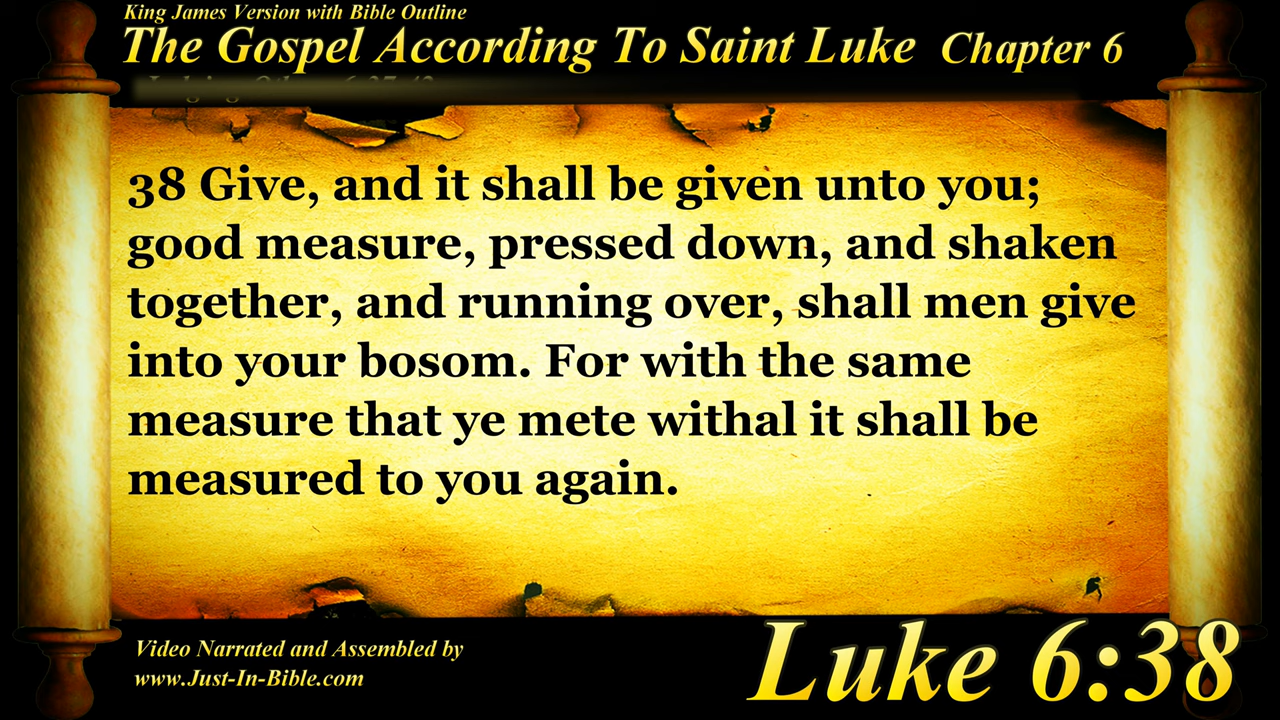 King James Version with Bible Outline
The Gospel According To Saint Luke Chapter 6
38 Give, and it shall be given unto you;
good measure, pressed down, and shaken
together, and running over, shall men give
into your bosom. For with the same
measure that ye mete withal it shall be
measured to you again.
Video Narrated and Assembled by
www.Just-In-Bible.com
Luke 6:38